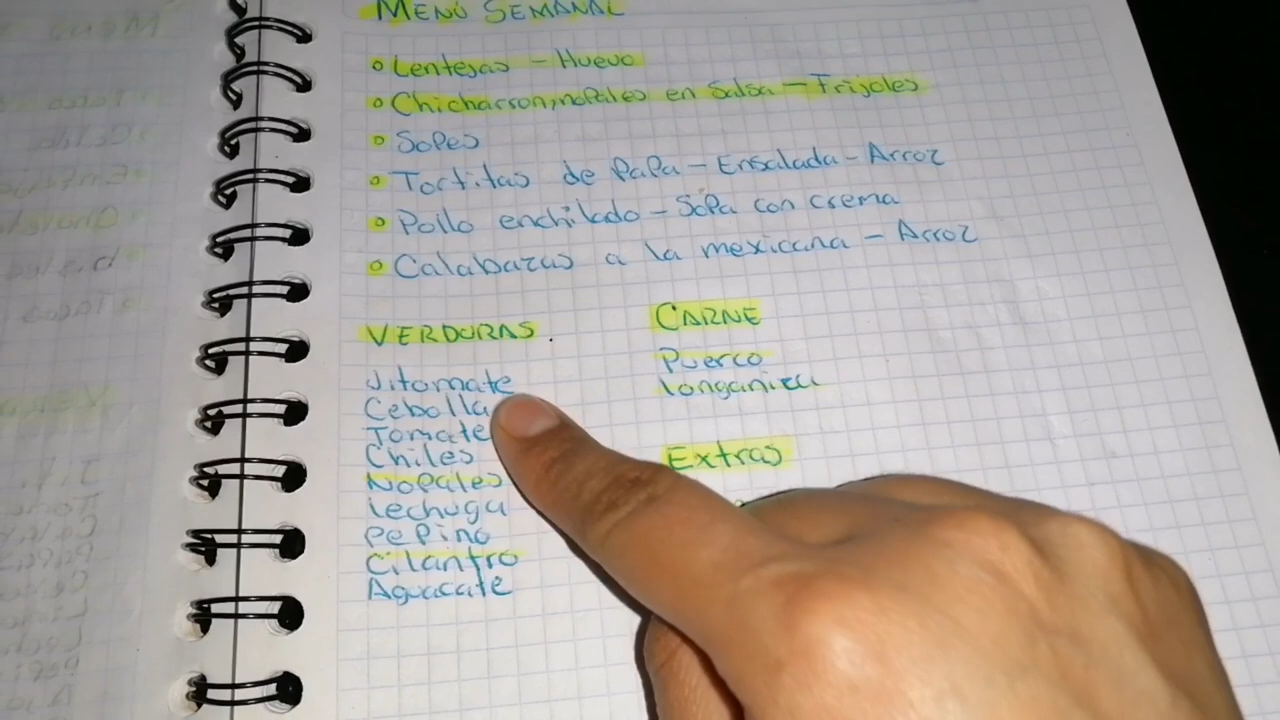 MENÚ SEMANAL
Lentejas – Huevo
Chicharron, nopales en salsa – Frijoles
Sopes
Tortitas de papa – Ensalada – Arroz
Pollo enchilado – Sopa con crema
Calabazas a la mexicana – Arroz
VERDURAS
Jitomate
Cebolla
Tomate
Chiles
Nopales
Lechuga
Pepino
Cilantro
Aguacate
CARNE
Puerco
longaniza
Extras